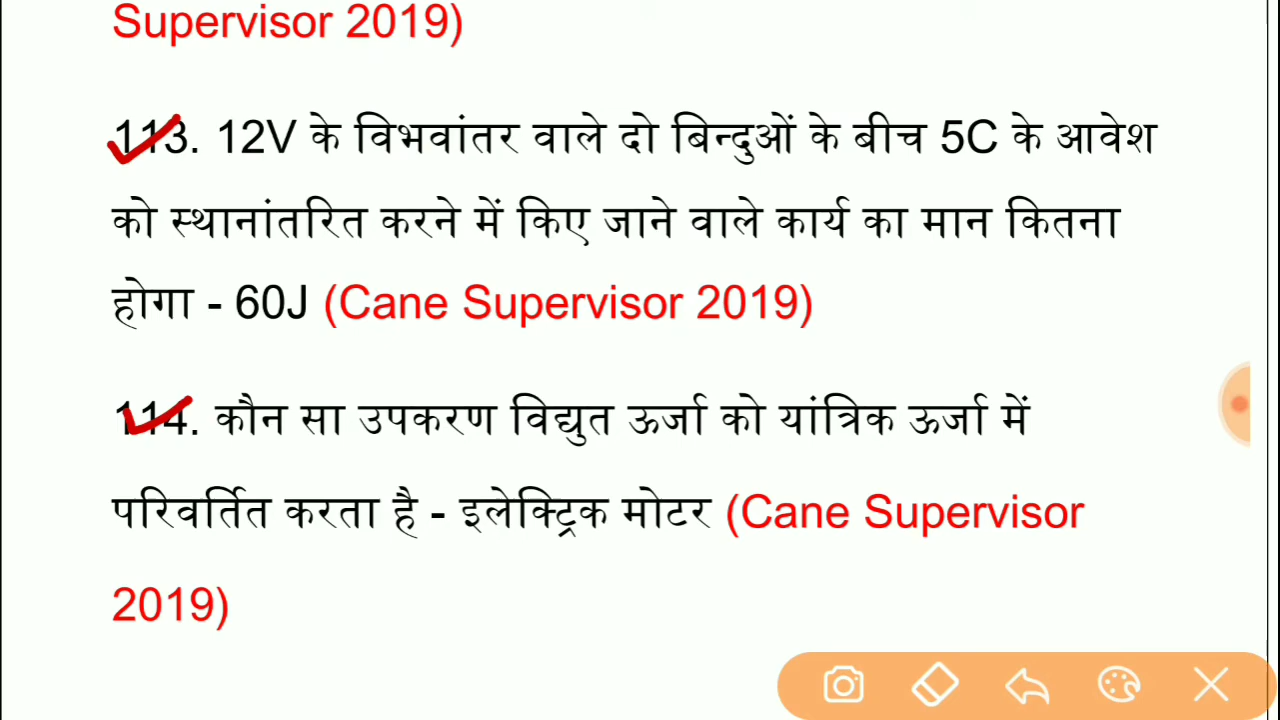 Supervisor 2019)
113. 12V के विभवांतर वाले दो बिन्दुओं के बीच 5C के आवेश
को स्थानांतरित करने में किए जाने वाले कार्य का मान कितना
होगा - 60J (Cane Supervisor 2019)
114. कौन सा उपकरण विद्युत ऊर्जा को यांत्रिक ऊर्जा में
परिवर्तित करता है - इलेक्ट्रिक मोटर (Cane Supervisor
2019)